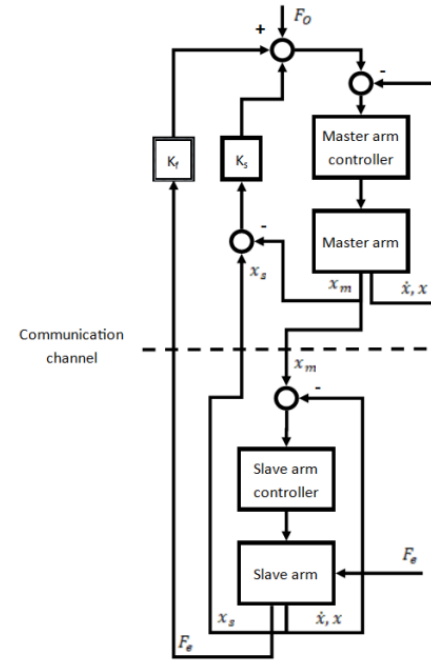 F_O
+
-
K_f
K_s
Master arm
controller
-
Master arm
x_s
x_m
ẋ, x
Communication
channel
x_m
-
Slave arm
controller
F_e
Slave arm
x_s
ẋ, x
F_e